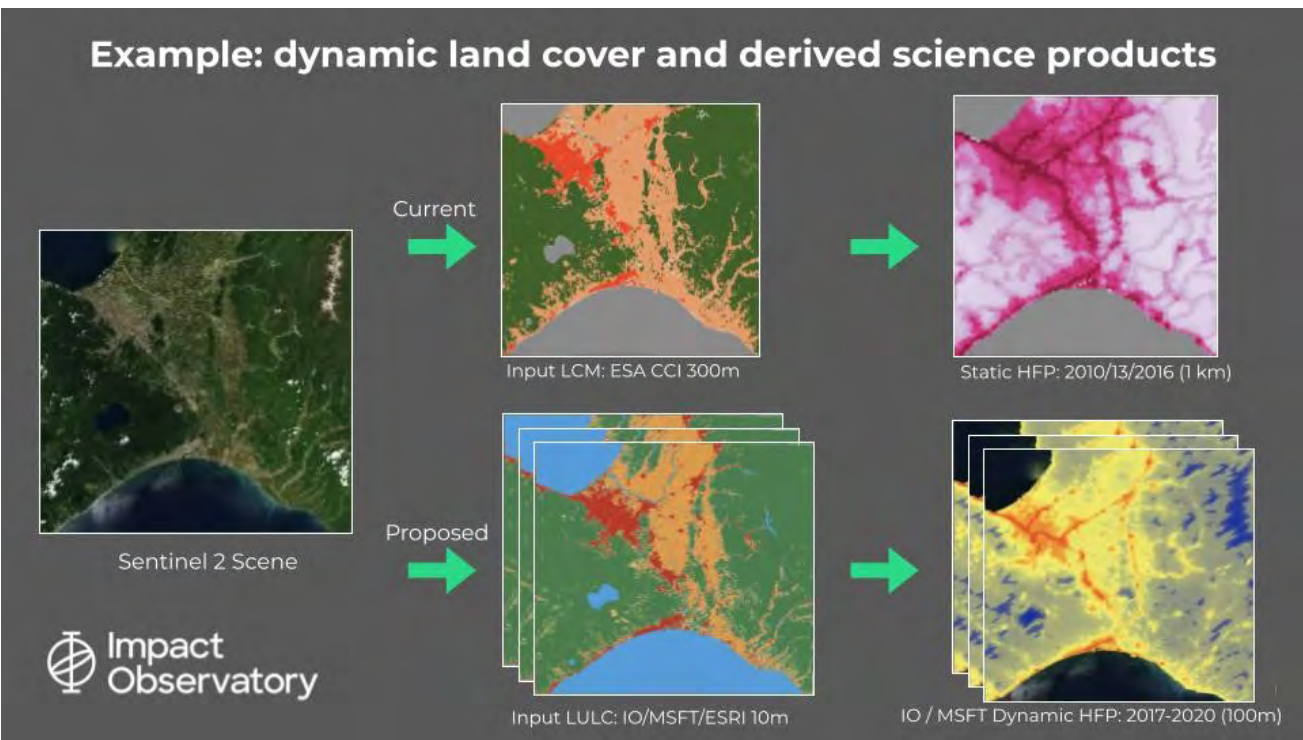 Example: dynamic land cover and derived science products
Current
Input LCM: ESA CCI 300m
Static HFP: 2010/13/2016 (1 km)
Sentinel 2 Scene
Proposed
Input LULC: IO/MSFT/ESRI 10m
IO / MSFT Dynamic HFP: 2017-2020 (100m)
Impact
Observatory